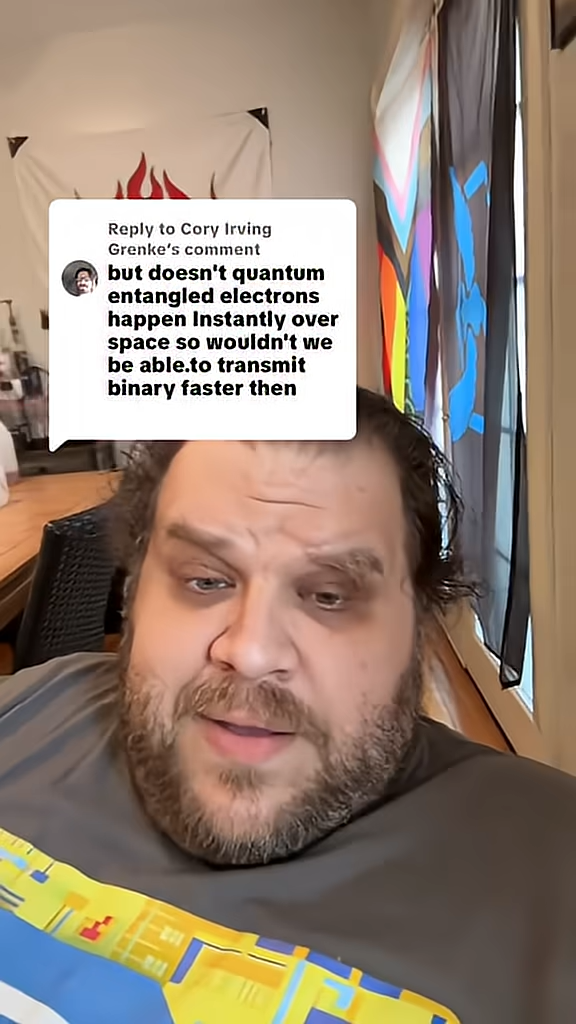 Reply to Cory Irving
Grenke's comment
but doesn't quantum
entangled electrons
happen Instantly over
space so wouldn't we
be able.to transmit
binary faster then